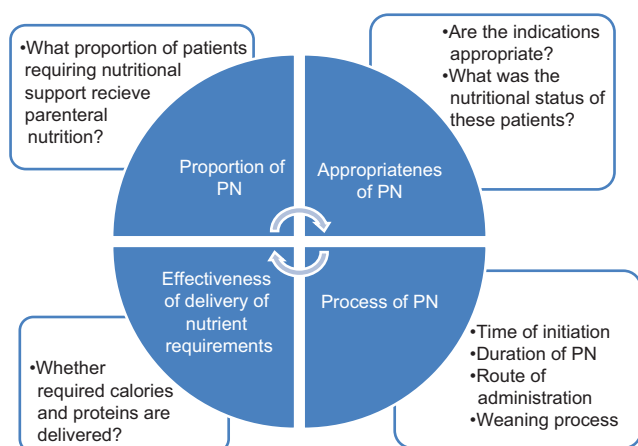 •What proportion of patients
requiring nutritional
support recieve
parenteral
nutrition?
•Are the indications
appropriate?
•What was the
nutritional status of
these patients?
Proportion of
PN
Appropriatenes
of PN
Effectiveness
of delivery of
nutrient
requirements
Process of PN
•Whether
required calories
and proteins are
delivered?
•Time of initiation
•Duration of PN
•Route of
administration
•Weaning process